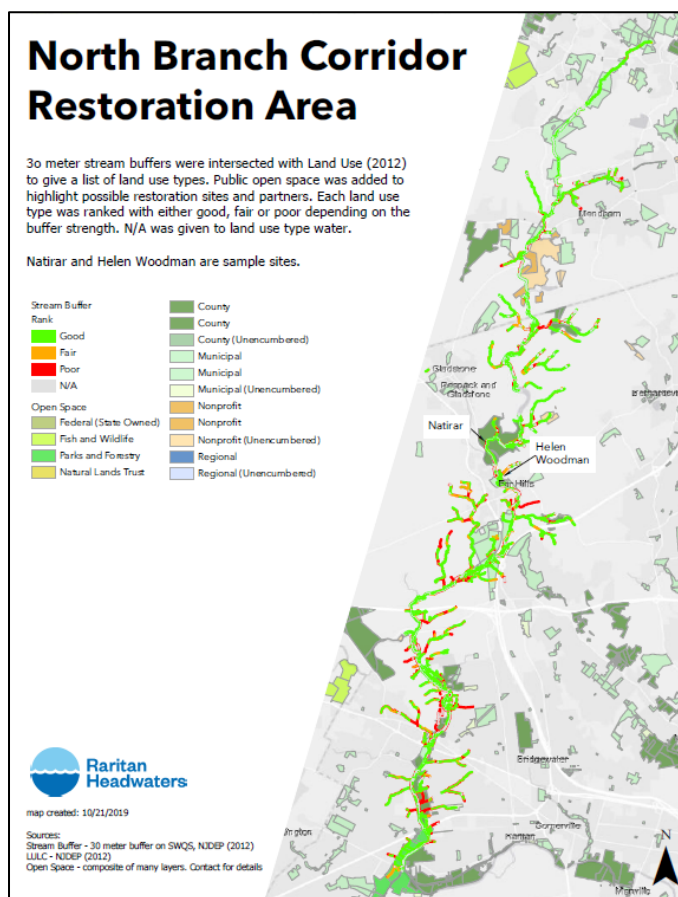 North Branch Corridor
Restoration Area
30 meter stream buffers were intersected with Land Use (2012)
to give a list of land use types. Public open space was added to
highlight possible restoration sites and partners. Each land use
type was ranked with either good, fair or poor depending on the
buffer strength. N/A was given to land use type water.
Natirar and Helen Woodman are sample sites.
Stream Buffer
Rank
Good
Fair
Poor
N/A
Open Space
Federal (State Owned)
Fish and Wildlife
Parks and Forestry
Natural Lands Trust
County
County
County (Unencumbered)
Municipal
Municipal
Municipal (Unencumbered)
Nonprofit
Nonprofit
Nonprofit (Unencumbered)
Regional
Regional (Unencumbered)
Mendham
Gladstone
Peapack and
Gladstone
Natirar
Helen
Woodman
Far Hills
Bridgewater
Somerville
Raritan
Manville
N
Raritan
Headwaters
map created: 10/21/2019
Sources:
Stream Buffer - 30 meter buffer on SWQS, NJDEP (2012)
LULC - NJDEP (2012)
Open Space - composite of many layers. Contact for details